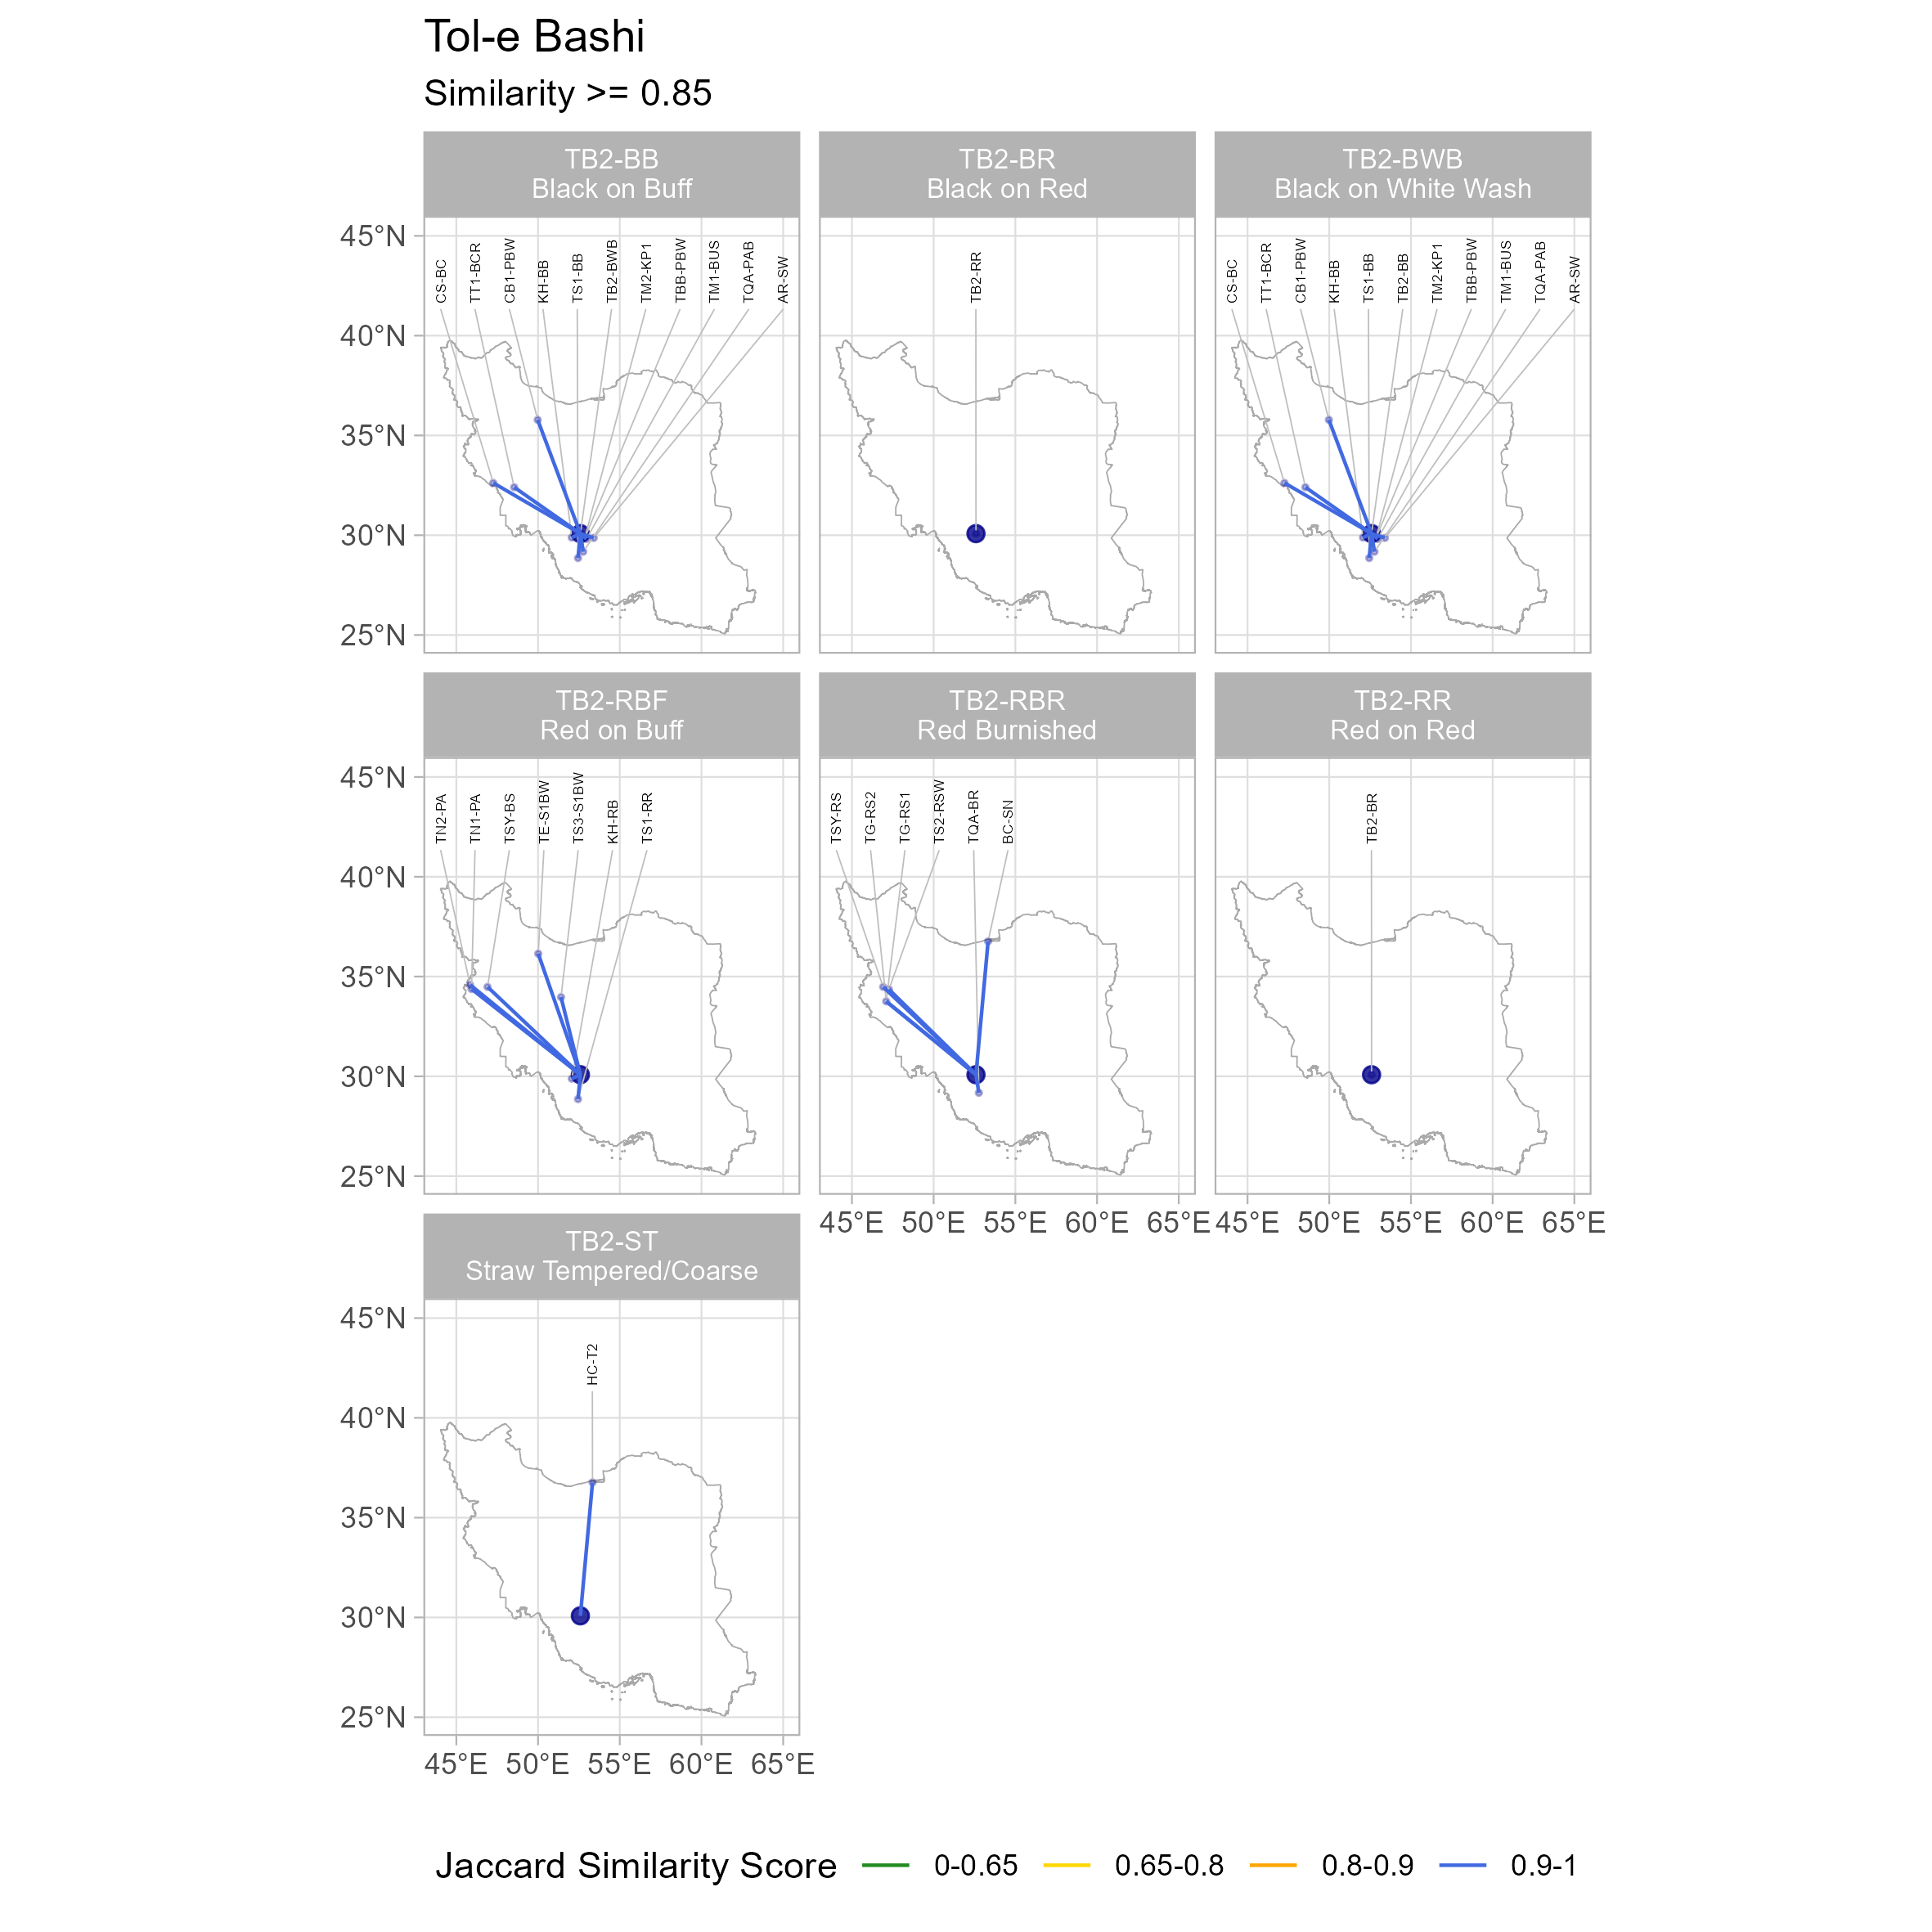 Tol-e Bashi
Similarity >= 0.85
TB2-BB
Black on Buff
TB2-BR
Black on Red
TB2-BWB
Black on White Wash
45°N
40°N
35°N
30°N
25°N
CS-BC
TT1-BCR
CB1-PBW
KH-BB
TS1-BB
TB2-BWB
TM2-KP1
TBB-PBW
TM1-BUS
TQA-PAB
AR-SW
TB2-RR
CS-BC
TT1-BCR
CB1-PBW
KH-BB
TS1-BB
TB2-BB
TM2-KP1
TBB-PBW
TM1-BUS
TQA-PAB
AR-SW
TB2-RBF
Red on Buff
TB2-RBR
Red Burnished
TB2-RR
Red on Red
45°N
40°N
35°N
30°N
25°N
TN2-PA
TN1-PA
TSY-BS
TE-S1BW
TS3-S1BW
KH-RB
TS1-RR
TSY-RS
TG-RS2
TG-RS1
TS2-RSW
TQA-BR
BC-SN
TB2-BR
45°E 50°E 55°E 60°E 65°E
45°E 50°E 55°E 60°E 65°E
TB2-ST
Straw Tempered/Coarse
45°N
40°N
35°N
30°N
25°N
HC-T2
45°E 50°E 55°E 60°E 65°E
Jaccard Similarity Score 0-0.65 0.65-0.8 0.8-0.9 0.9-1